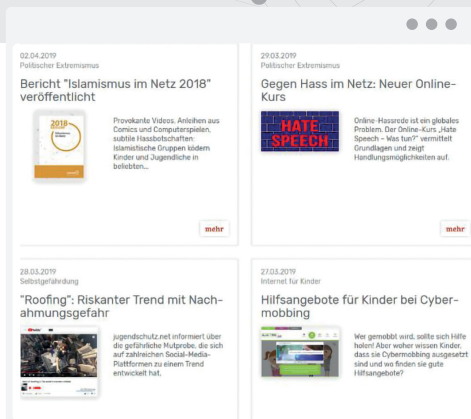 02.04.2019
Politischer Extremismus
Bericht "Islamismus im Netz 2018"
veröffentlicht
2018
Provokante Videos, Anleihen aus
Comics und Computerspielen,
subtile Hassbotschaften:
Islamistische Gruppen ködern
Kinder und Jugendliche in
beliebten...
mehr
29.03.2019
Politischer Extremismus
Gegen Hass im Netz: Neuer Online-
Kurs
HATE
SPEECH
Online-Hassrede ist ein globales
Problem. Der Online-Kurs „Hate
Speech – Was tun?" vermittelt
Grundlagen und zeigt
Handlungsmöglichkeiten auf.
mehr
28.03.2019
Selbstgefährdung
"Roofing": Riskanter Trend mit Nach-
ahmungsgefahr
jugendschutz.net informiert über
die gefährliche Mutprobe, die sich
auf zahlreichen Social-Media-
Plattformen zu einem Trend
entwickelt hat.
27.03.2019
Internet für Kinder
Hilfsangebote für Kinder bei Cyber-
mobbing
Wer gemobbt wird, sollte sich Hilfe
holen! Aber woher wissen Kinder,
dass sie Cybermobbing ausgesetzt
sind und wo finden sie gute
Hilfsangebote?